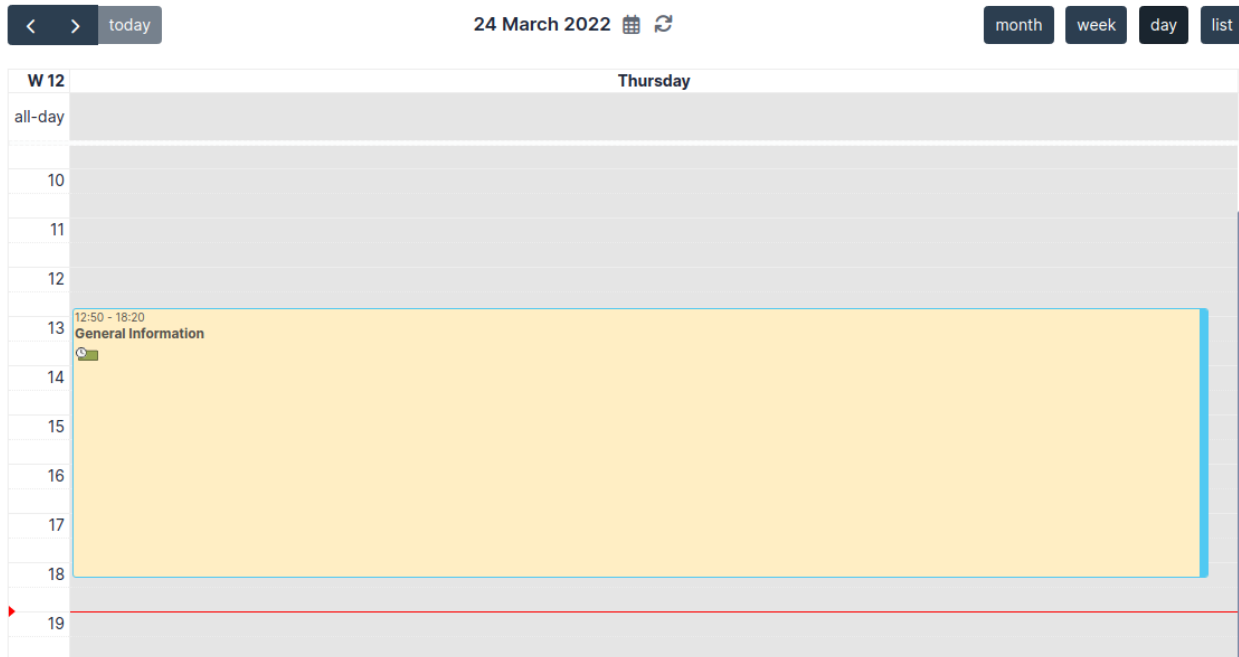 today
24 March 2022
month week day list
W 12 Thursday
all-day
10
11
12
12:50 - 18:20
13
General Information
14
15
16
17
18
19